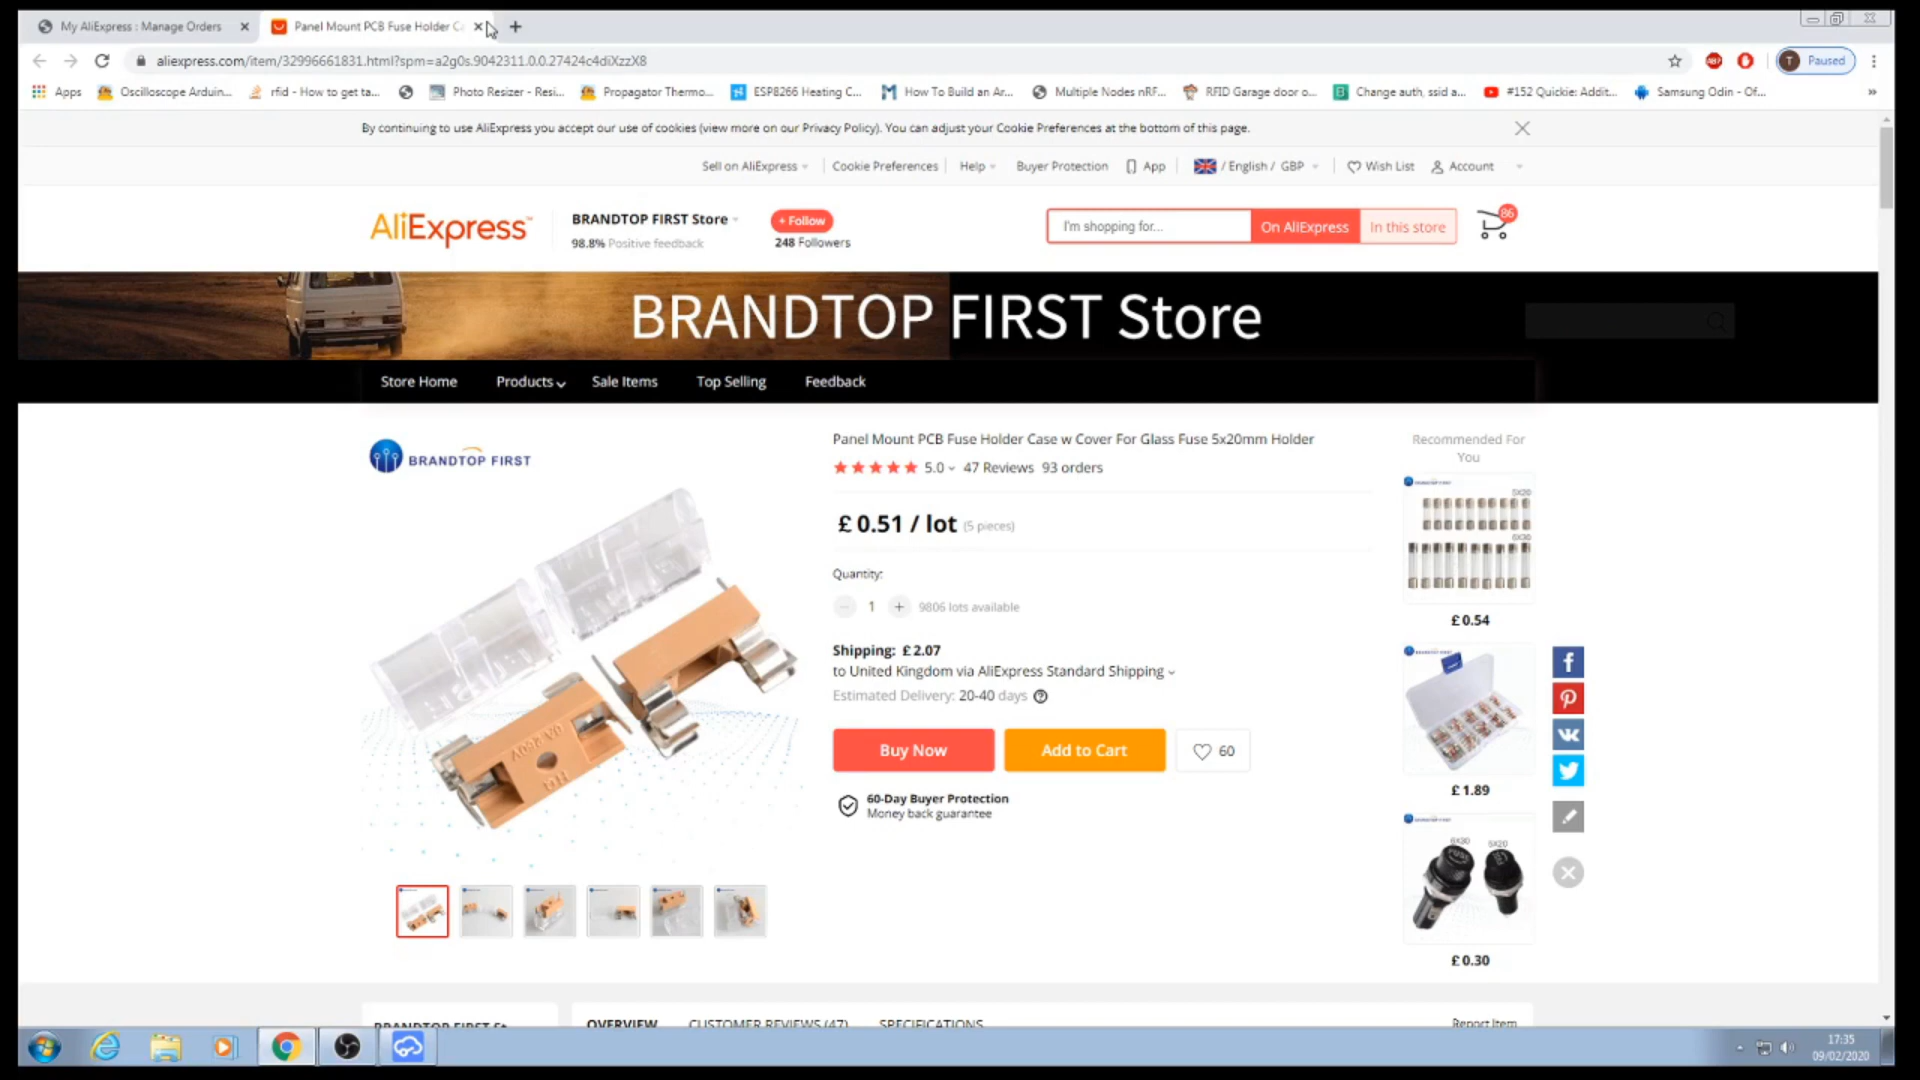 My AliExpress : Manage Orders
Panel Mount PCB Fuse Holder Ca
aliexpress.com/item/32996661831.html?spm=a2g0s.9042311.0.0.27424c4diXzzX8
Paused
Apps
Oscilloscope Arduin...
rfid - How to get ta...
Photo Resizer - Resi...
Propagator Thermo...
ESP8266 Heating C...
How To Build an Ar...
Multiple Nodes nRF...
RFID Garage door o...
Change auth, ssid a...
#152 Quickie: Addit...
Samsung Odin - Of...
By continuing to use AliExpress you accept our use of cookies (view more on our Privacy Policy). You can adjust your Cookie Preferences at the bottom of this page.
Sell on AliExpress
Cookie Preferences
Help
Buyer Protection
App
/ English / GBP
Wish List
Account
AliExpress
BRANDTOP FIRST Store
98.8% Positive feedback
+ Follow
248 Followers
I'm shopping for...
On AliExpress
In this store
86
BRANDTOP FIRST Store
Store Home
Products
Sale Items
Top Selling
Feedback
BRANDTOP FIRST
Panel Mount PCB Fuse Holder Case w Cover For Glass Fuse 5x20mm Holder
5.0
47 Reviews
93 orders
£ 0.51 / lot (5 pieces)
Quantity:
1
9806 lots available
Shipping: £ 2.07
to United Kingdom via AliExpress Standard Shipping
Estimated Delivery: 20-40 days
Buy Now
Add to Cart
60
60-Day Buyer Protection
Money back guarantee
Recommended For
You
5X20
6X30
£ 0.54
£ 1.89
6X30
5X20
£ 0.30
BRANDTOP FIRST St
OVERVIEW
CUSTOMER REVIEWS (47)
SPECIFICATIONS
Report Item
17:35
09/02/2020